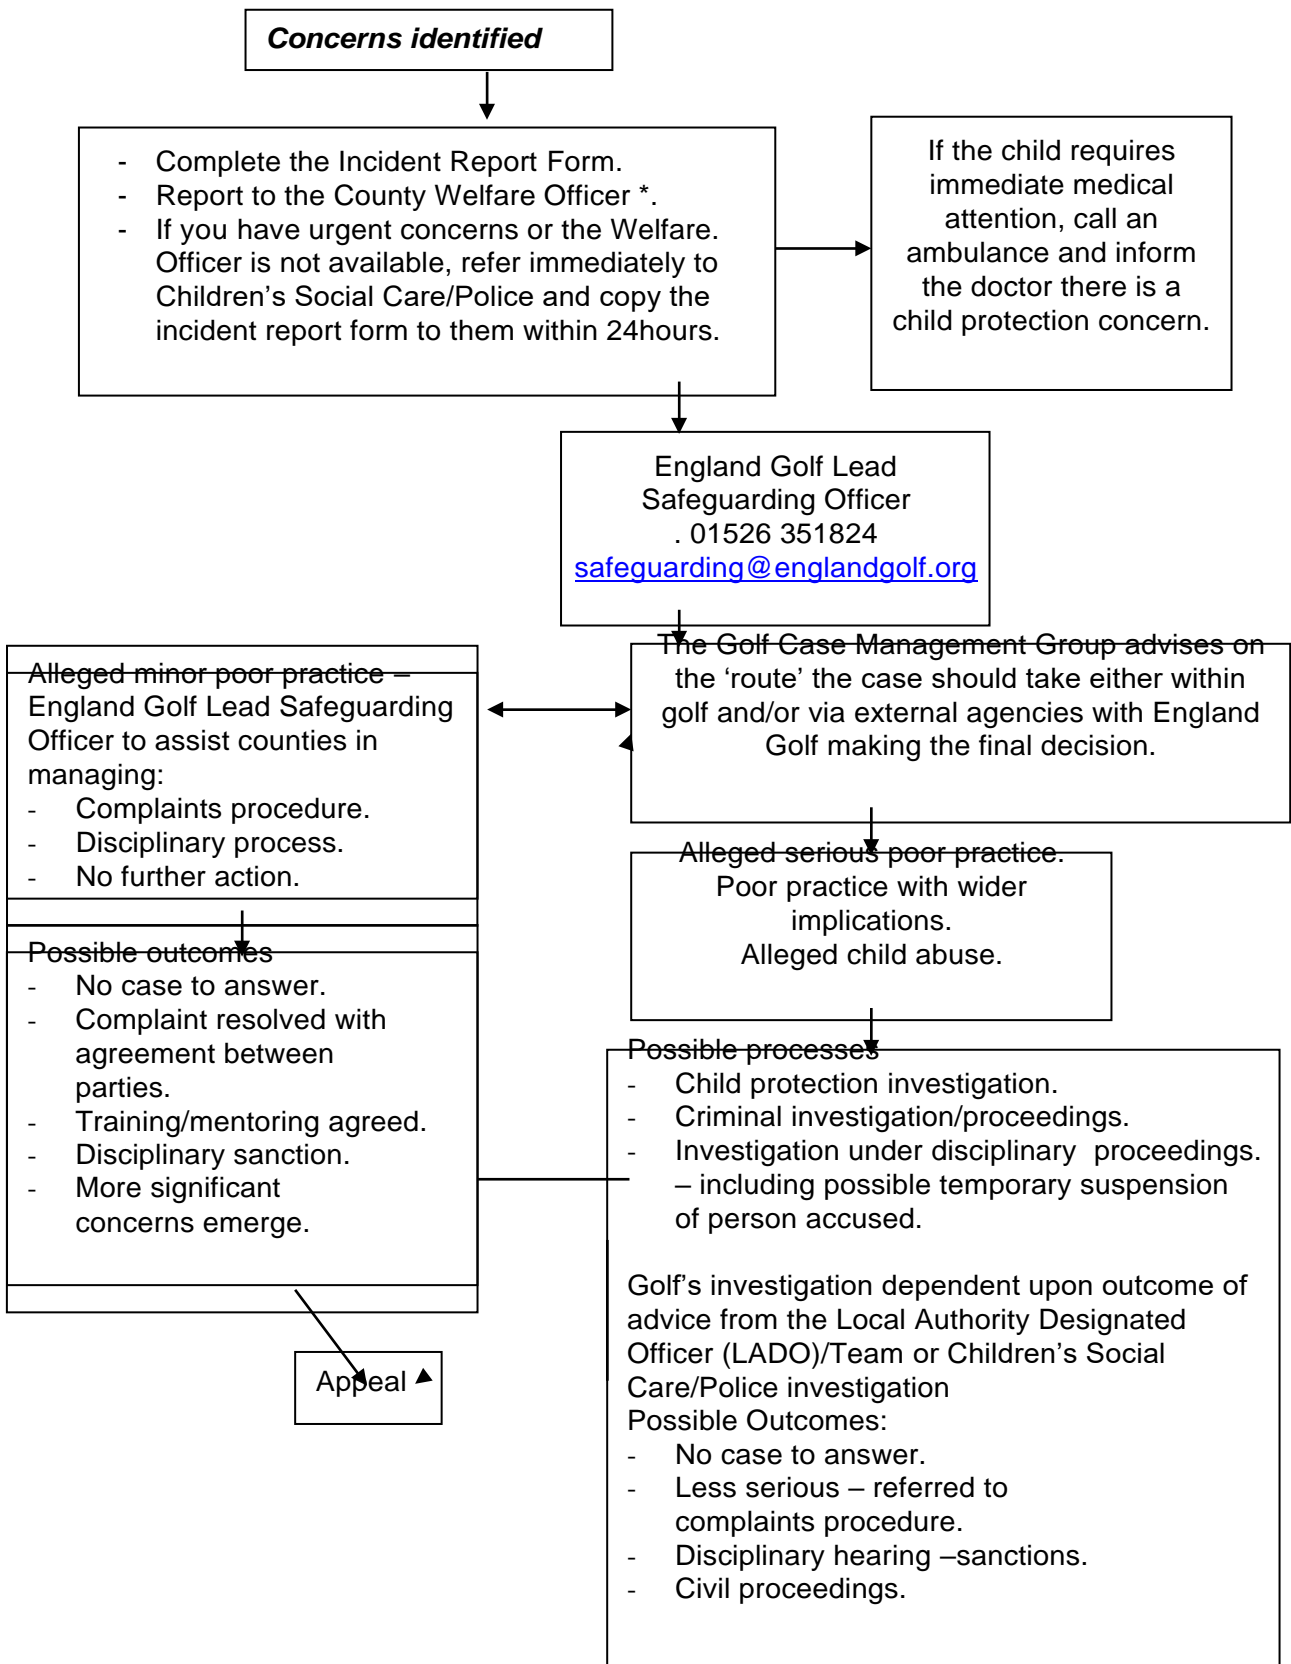 Concerns identified
- Complete the Incident Report Form.
- Report to the County Welfare Officer *.
- If you have urgent concerns or the Welfare.
Officer is not available, refer immediately to
Children’s Social Care/Police and copy the
incident report form to them within 24hours.
If the child requires
immediate medical
attention, call an
ambulance and inform
the doctor there is a
child protection concern.
England Golf Lead
Safeguarding Officer
. 01526 351824
safeguarding@englandgolf.org
The Golf Case Management Group advises on
the ‘route’ the case should take either within
golf and/or via external agencies with England
Golf making the final decision.
Alleged minor poor practice –
England Golf Lead Safeguarding
Officer to assist counties in
managing:
- Complaints procedure.
- Disciplinary process.
- No further action.
Alleged serious poor practice.
Poor practice with wider
implications.
Alleged child abuse.
Possible outcomes
- No case to answer.
- Complaint resolved with
agreement between
parties.
- Training/mentoring agreed.
- Disciplinary sanction.
- More significant
concerns emerge.
Possible processes
- Child protection investigation.
- Criminal investigation/proceedings.
- Investigation under disciplinary  proceedings.
– including possible temporary suspension
of person accused.
Golf’s investigation dependent upon outcome of
advice from the Local Authority Designated
Officer (LADO)/Team or Children’s Social
Care/Police investigation
Possible Outcomes:
- No case to answer.
- Less serious – referred to
complaints procedure.
- Disciplinary hearing –sanctions.
- Civil proceedings.
Appeal